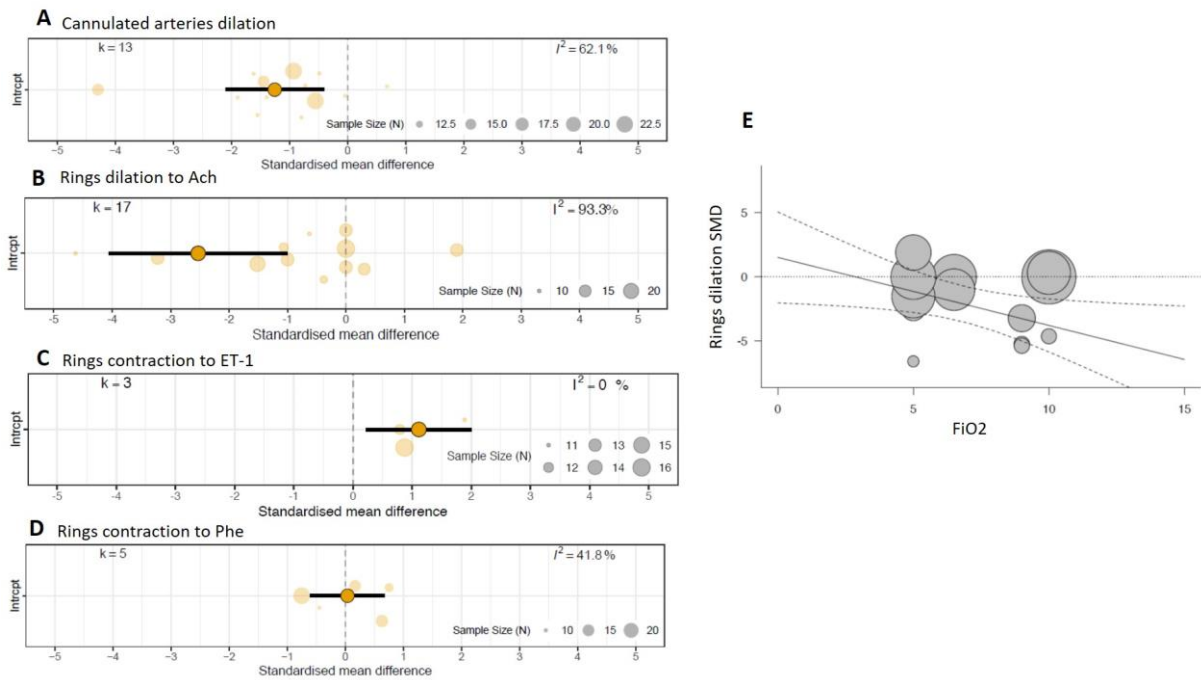 A Cannulated arteries dilation
k = 13
I² = 62.1 %
Intrcpt
Sample Size (N) 12.5 15.0 17.5 20.0 22.5
-5 -4 -3 -2 -1 0 1 2 3 4 5
Standardised mean difference
B Rings dilation to Ach
k = 17
I² = 93.3%
Intrcpt
Sample Size (N) 10 15 20
-5 -4 -3 -2 -1 0 1 2 3 4 5
Standardised mean difference
C Rings contraction to ET-1
k = 3
I² = 0 %
Intrcpt
Sample Size (N)
11 13 15
12 14 16
-5 -4 -3 -2 -1 0 1 2 3 4 5
Standardised mean difference
D Rings contraction to Phe
k = 5
I² = 41.8 %
Intrcpt
Sample Size (N) 10 15 20
-5 -4 -3 -2 -1 0 1 2 3 4 5
Standardised mean difference
E
Rings dilation SMD
5
0
-5
0 5 10 15
FiO2